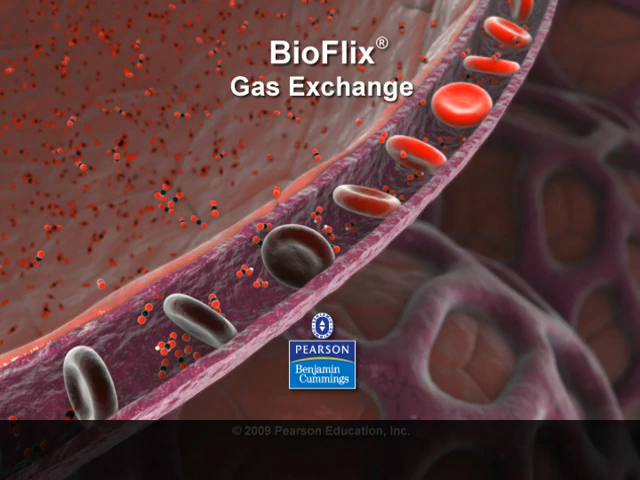 BioFlix®
Gas Exchange
PEARSON
Benjamin
Cummings
© 2009 Pearson Education, Inc.